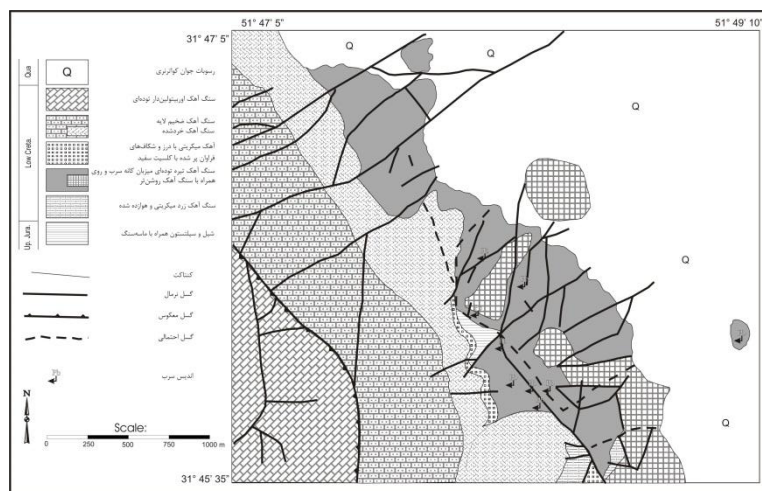 51° 47' 5"
51° 49' 10"
31° 47' 5"
31° 45' 35"
Qua
Low Creta.
Up. Jura.
Q
رسوبات جوان کواترنری
سنگ آهک اوربیتولین‌دار توده‌ای
سنگ آهک ضخیم لایه
سنگ آهک خردشده
آهک میکریتی با درز و شکاف‌های
فراوان پر شده با کلسیت سفید
سنگ آهک تیره توده‌ای میزبان کانه سرب و روی
همراه با سنگ آهک روشن‌تر
سنگ آهک زرد میکریتی و هوازده شده
شیل و سیلتستون همراه با ماسه‌سنگ
کنتاکت
گسل نرمال
گسل معکوس
گسل احتمالی
اندیس سرب
Pb
N
Scale:
0 250 500 750 1000 m
Q
Q
Q
Q
Q
Q